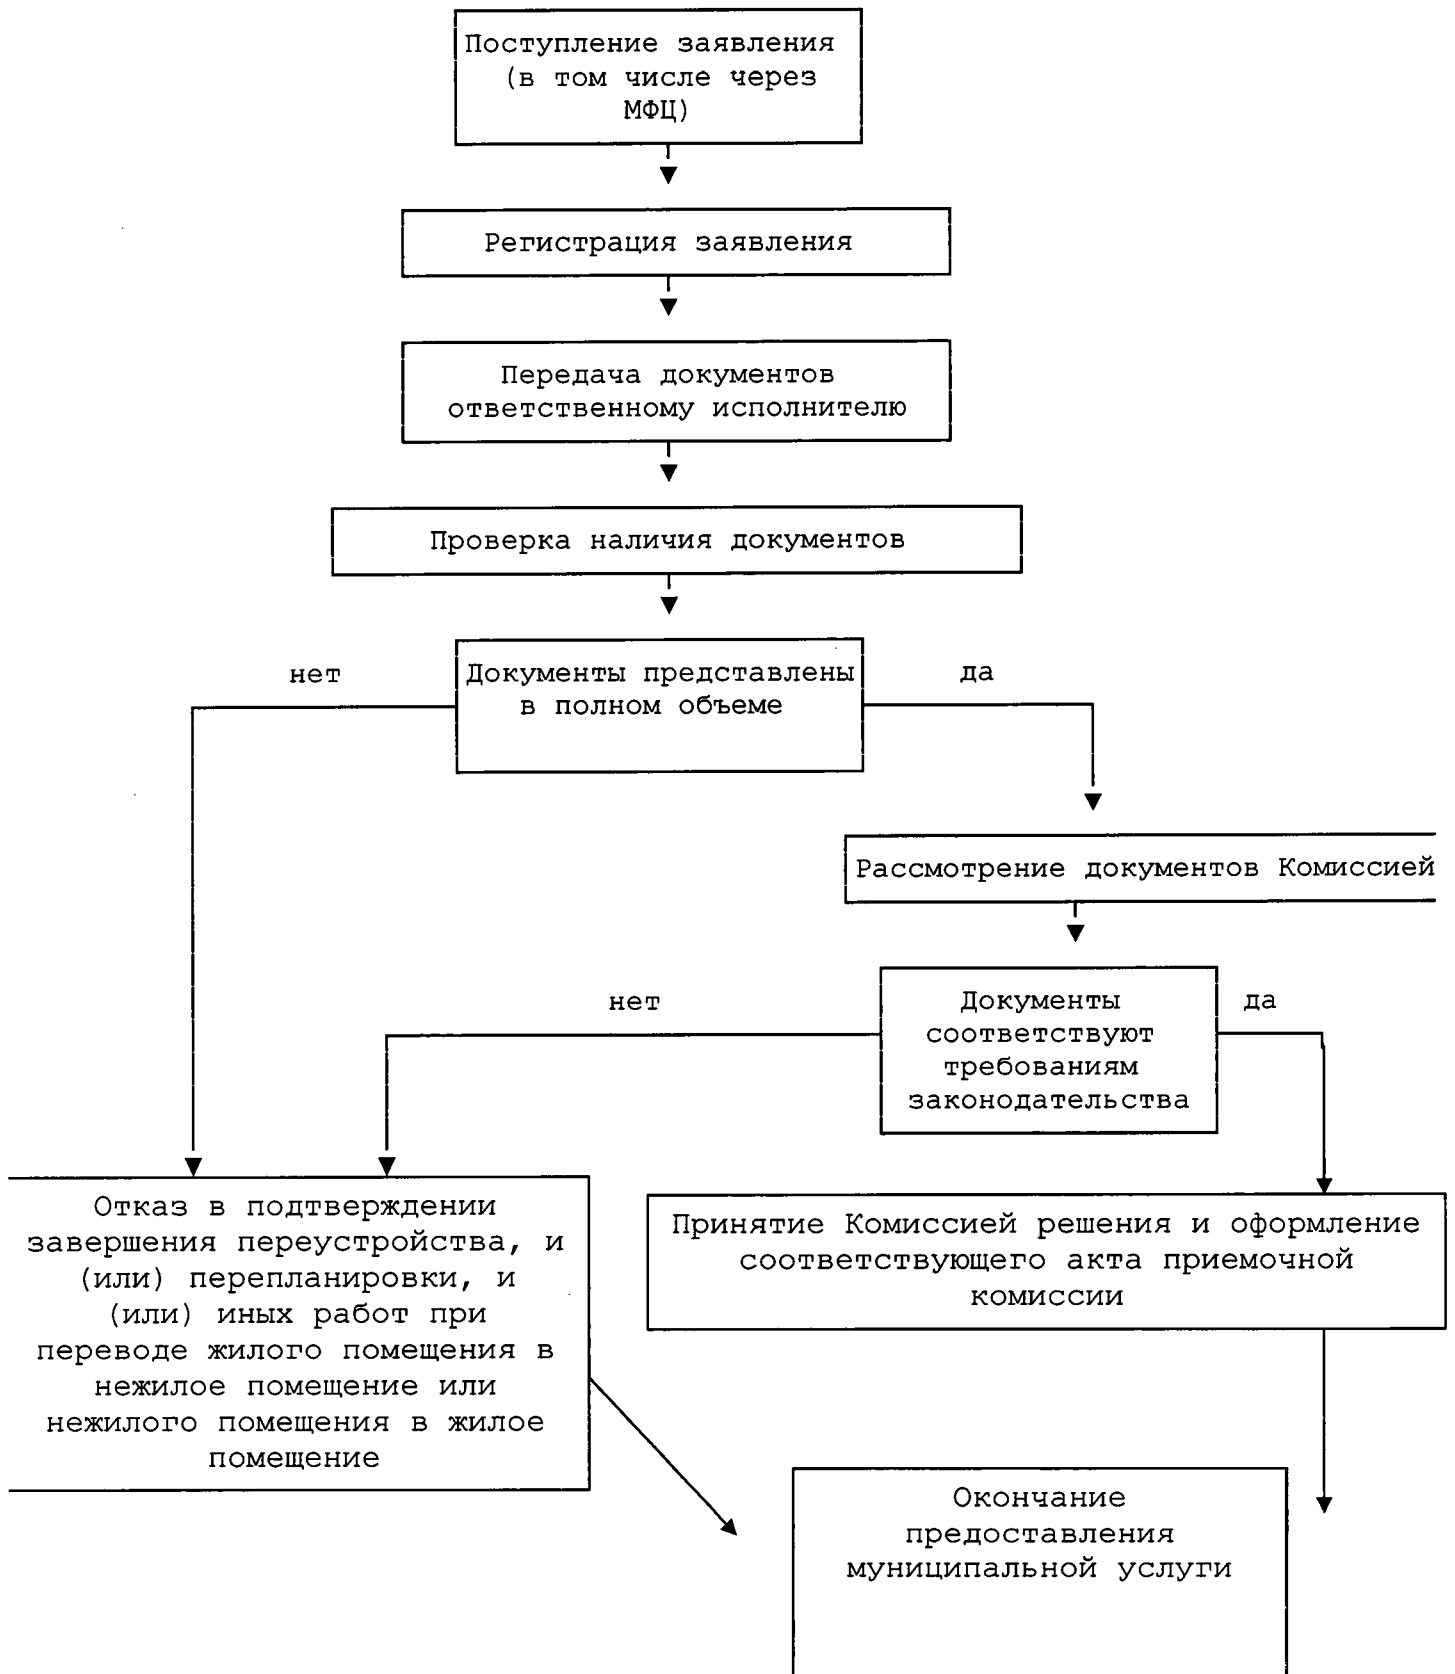 Поступление заявления
(в том числе через
МФЦ)
Регистрация заявления
Передача документов
ответственному исполнителю
Проверка наличия документов
нет
Документы представлены
в полном объеме
да
Рассмотрение документов Комиссией
нет
Документы
соответствуют
требованиям
законодательства
да
Отказ в подтверждении
завершения переустройства, и
(или) перепланировки, и
(или) иных работ при
переводе жилого помещения в
нежилое помещение или
нежилого помещения в жилое
помещение
Принятие Комиссией решения и оформление
соответствующего акта приемочной
комиссии
Окончание
предоставления
муниципальной услуги